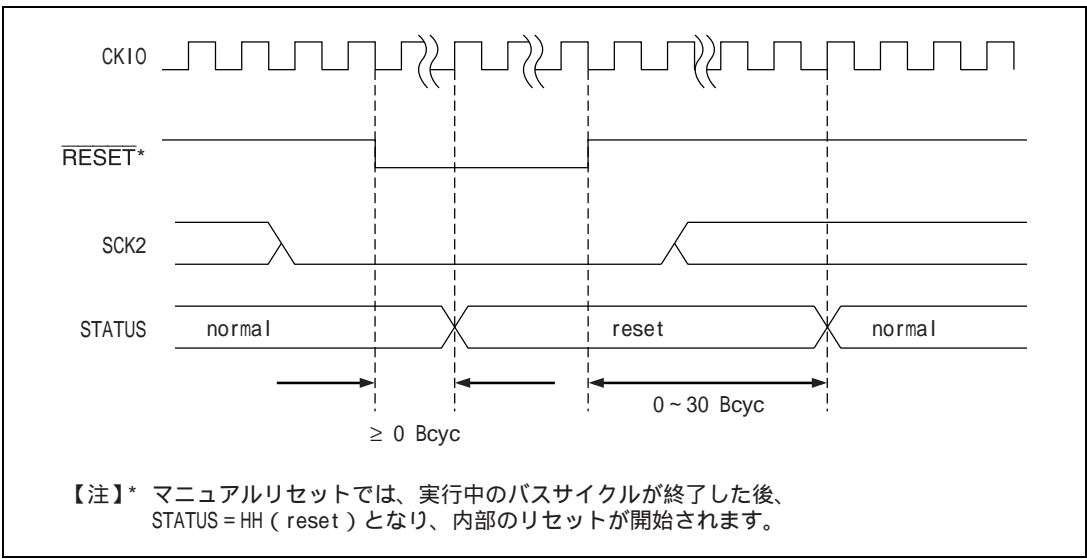 CKIO
RESET*
SCK2
STATUS normal reset normal
≥ 0 Bcyc
0~30 Bcyc
【注】* マニュアルリセットでは、実行中のバスサイクルが終了した後、
STATUS=HH(reset)となり、内部のリセットが開始されます。